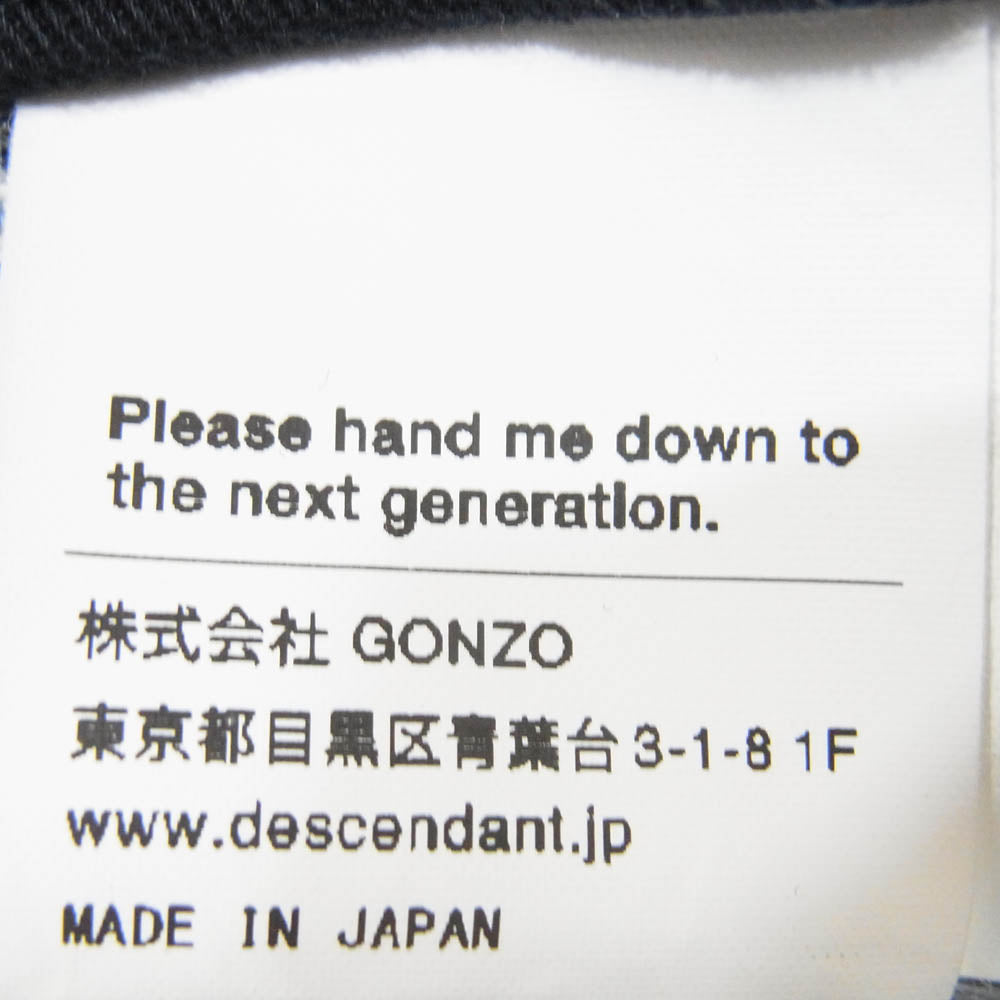 Please hand me down to
the next generation.
株式会社 GONZO
東京都目黒区青葉台3-1-8 1F
www.descendant.jp
MADE IN JAPAN